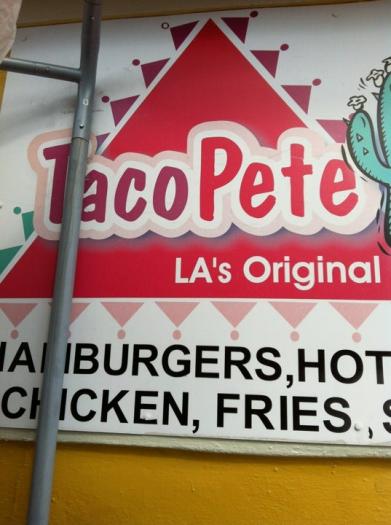 TacoPete
LA's Original
HAMBURGERS,HOT
CHICKEN, FRIES, S